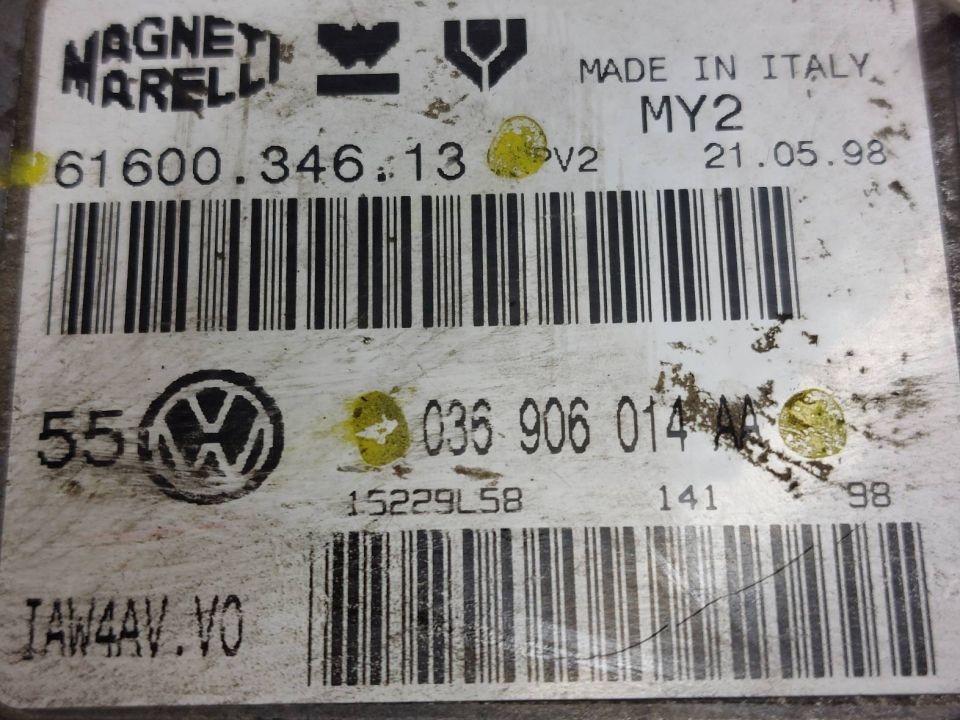 MAGNETI MARELLI
MADE IN ITALY
MY2
61600.346.13 PV2 21.05.98
55 036 906 014 AA
15229L58 141 98
IAW4AV.V0